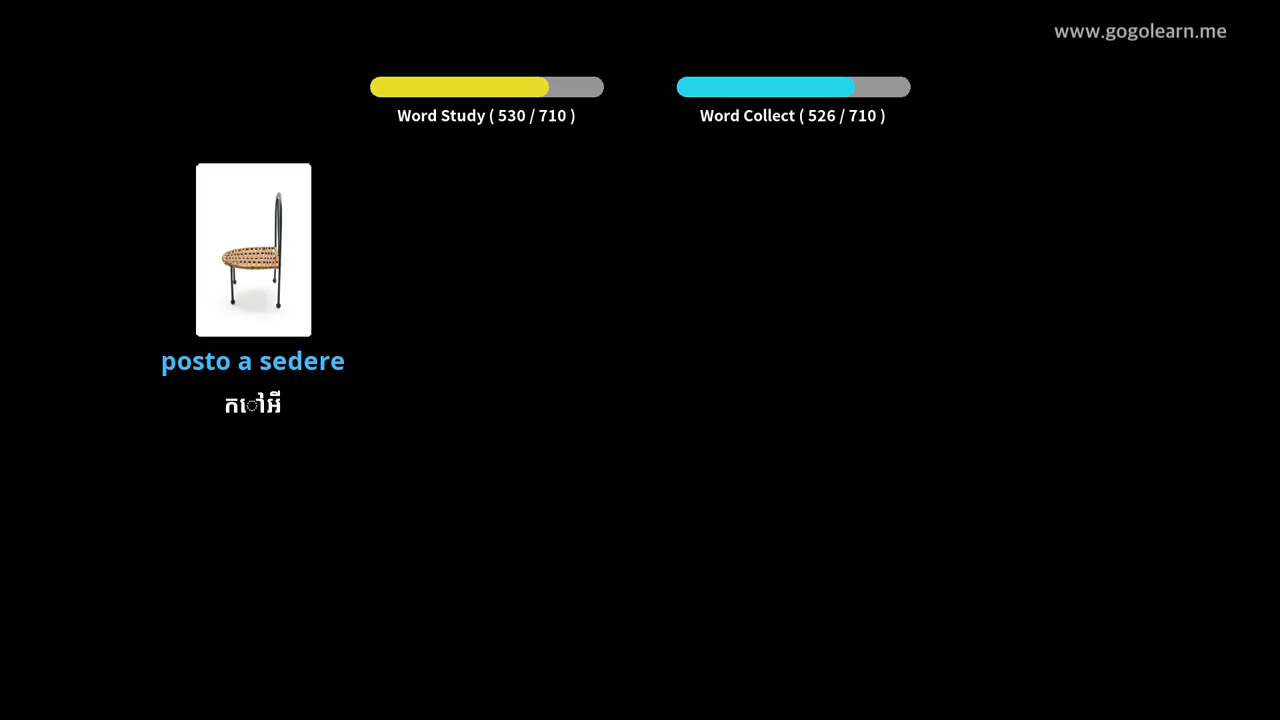 www.gogolearn.me
Word Study ( 530 / 710 )
Word Collect ( 526 / 710 )
posto a sedere
កៅអី